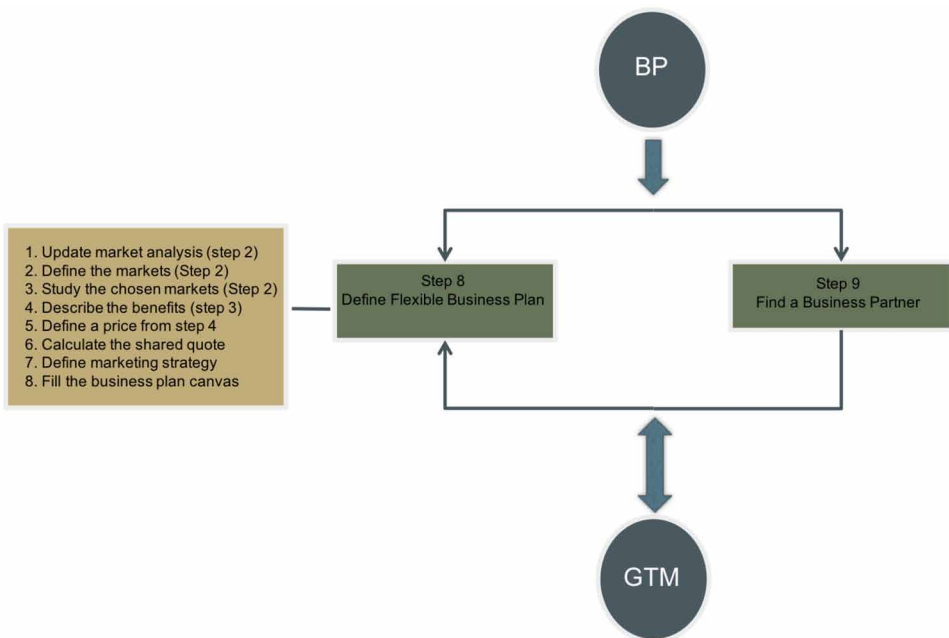 BP
1. Update market analysis (step 2)
2. Define the markets (Step 2)
3. Study the chosen markets (Step 2)
4. Describe the benefits (step 3)
5. Define a price from step 4
6. Calculate the shared quote
7. Define marketing strategy
8. Fill the business plan canvas
Step 8
Define Flexible Business Plan
Step 9
Find a Business Partner
GTM